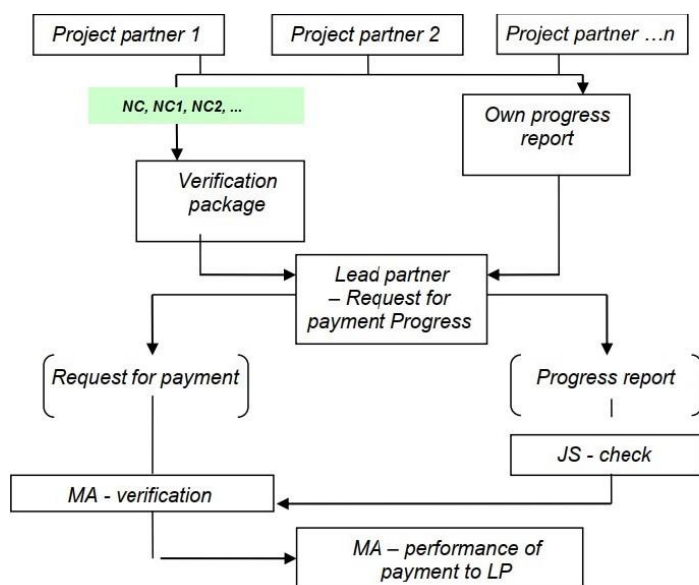 Project partner 1
Project partner 2
Project partner ...n
NC, NC1, NC2, ...
Own progress
report
Verification
package
Lead partner
– Request for
payment Progress
Request for payment
Progress report
JS - check
MA - verification
MA – performance of
payment to LP